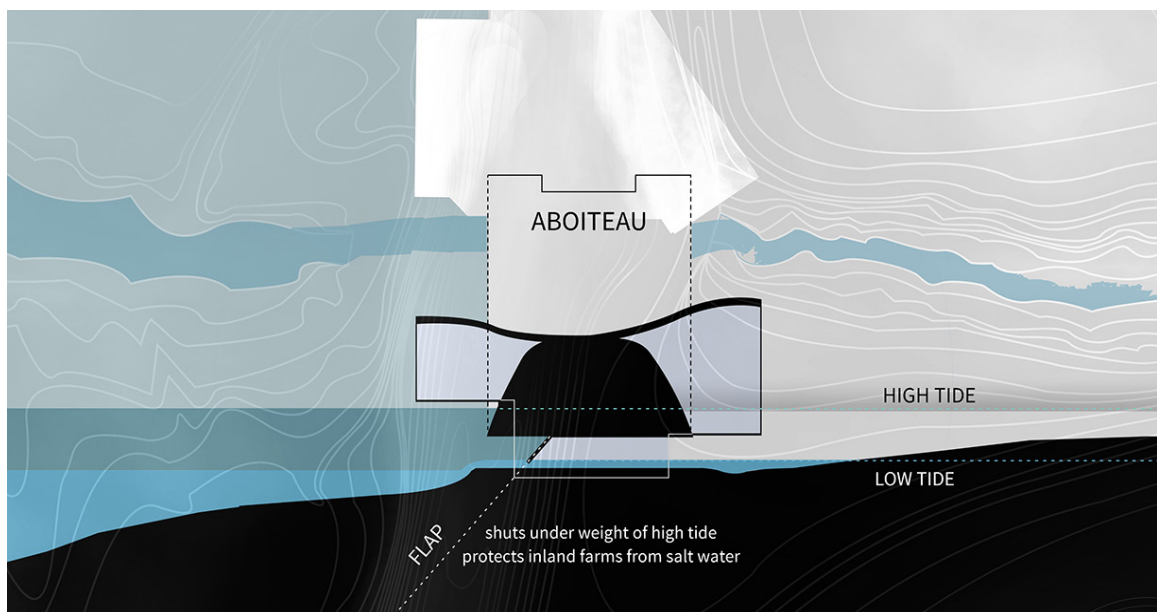 ABOITEAU
HIGH TIDE
LOW TIDE
FLAP
shuts under weight of high tide
protects inland farms from salt water